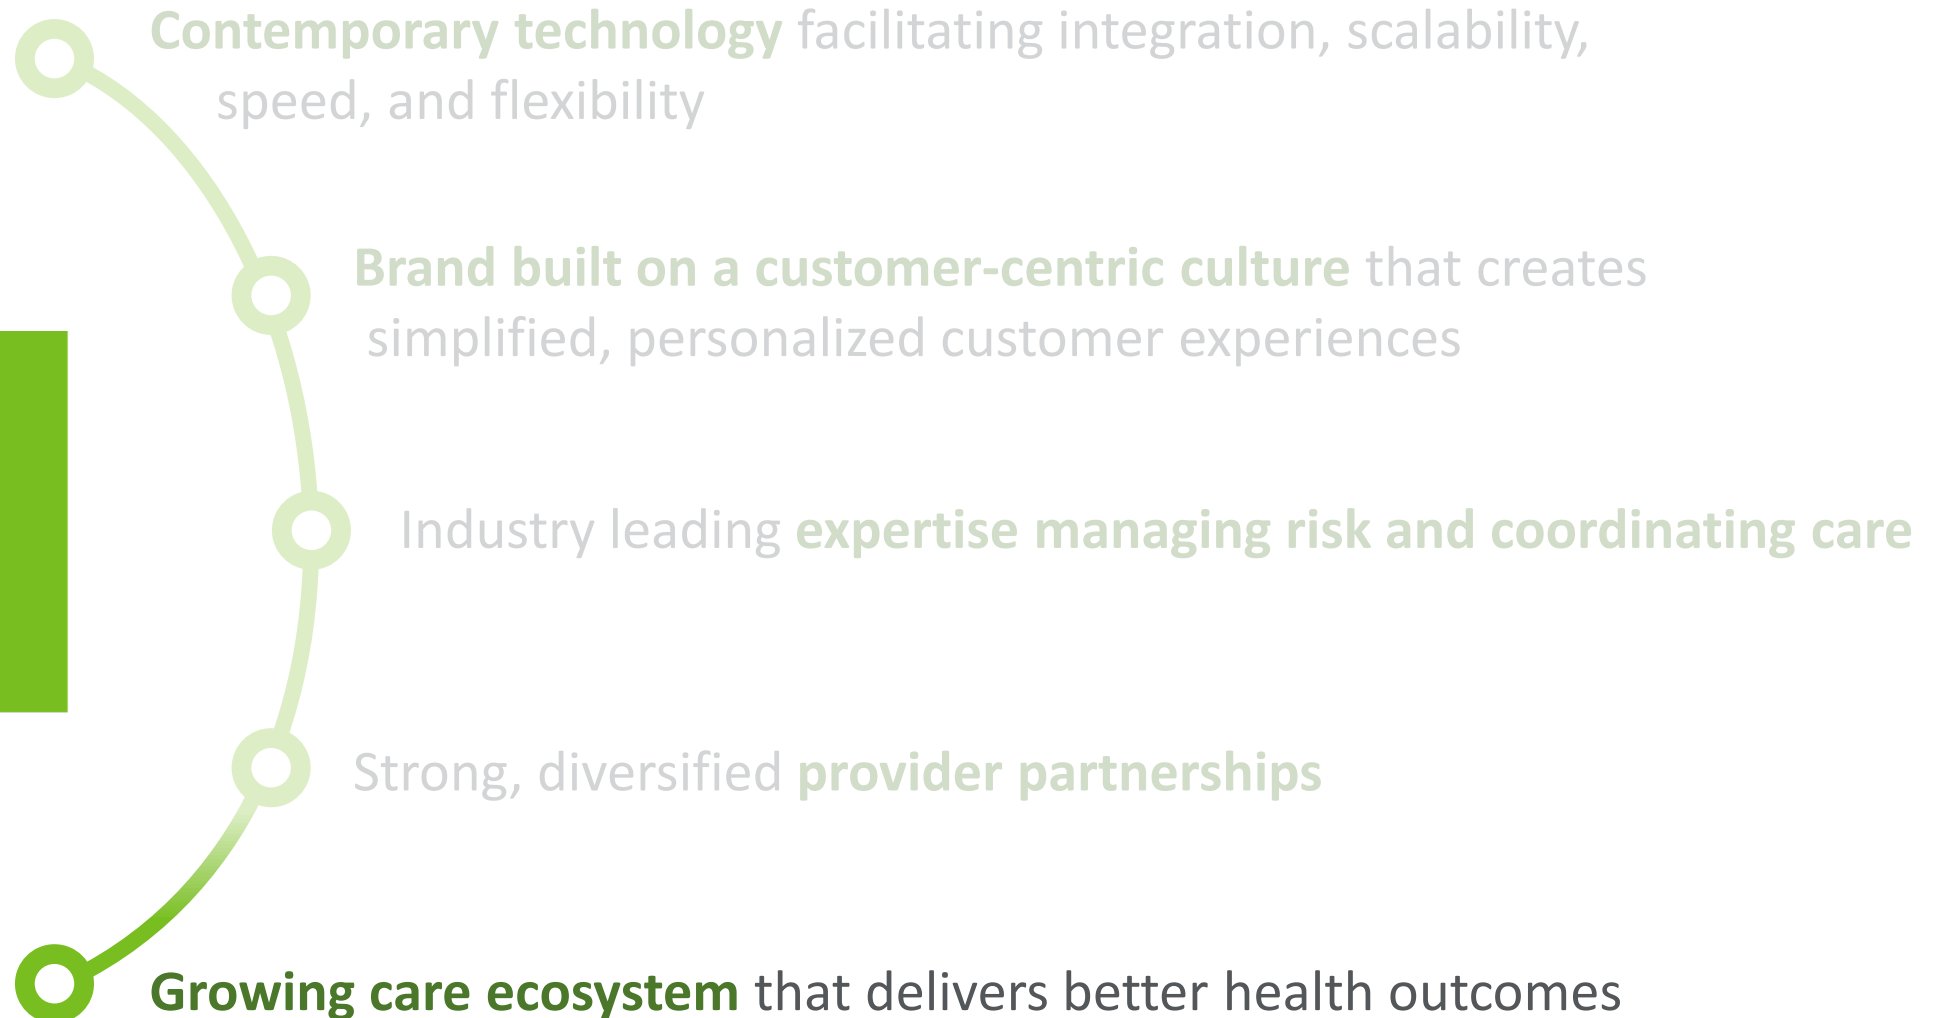 Contemporary technology facilitating integration, scalability,
speed, and flexibility
Brand built on a customer-centric culture that creates
simplified, personalized customer experiences
Industry leading expertise managing risk and coordinating care
Strong, diversified provider partnerships
Growing care ecosystem that delivers better health outcomes